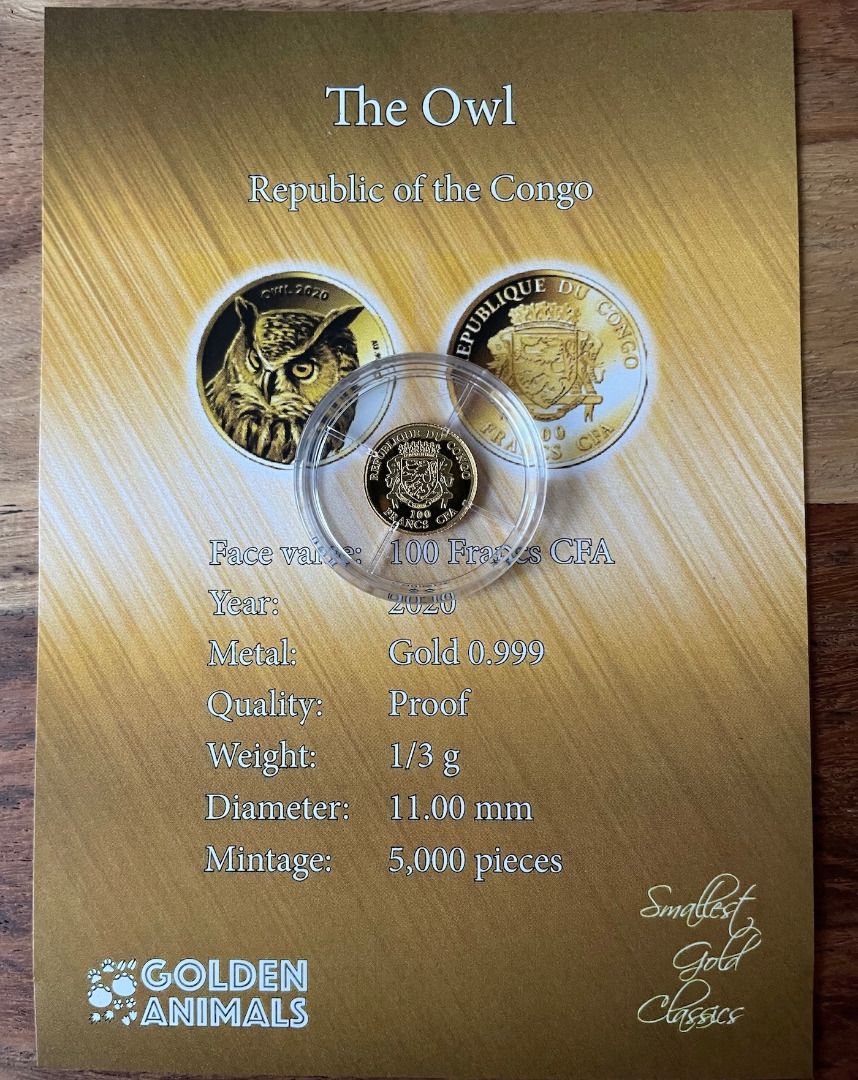 The Owl
Republic of the Congo
OWL 2020
REPUBLIQUE DU CONGO
FRANCS CFA
REPUBLIQUE DU CONGO
100
FRANCS CFA
Face value: 100 Francs CFA
Year: 2020
Metal: Gold 0.999
Quality: Proof
Weight: 1/3 g
Diameter: 11.00 mm
Mintage: 5,000 pieces
Smallest
Gold
Classics
GOLDEN
ANIMALS